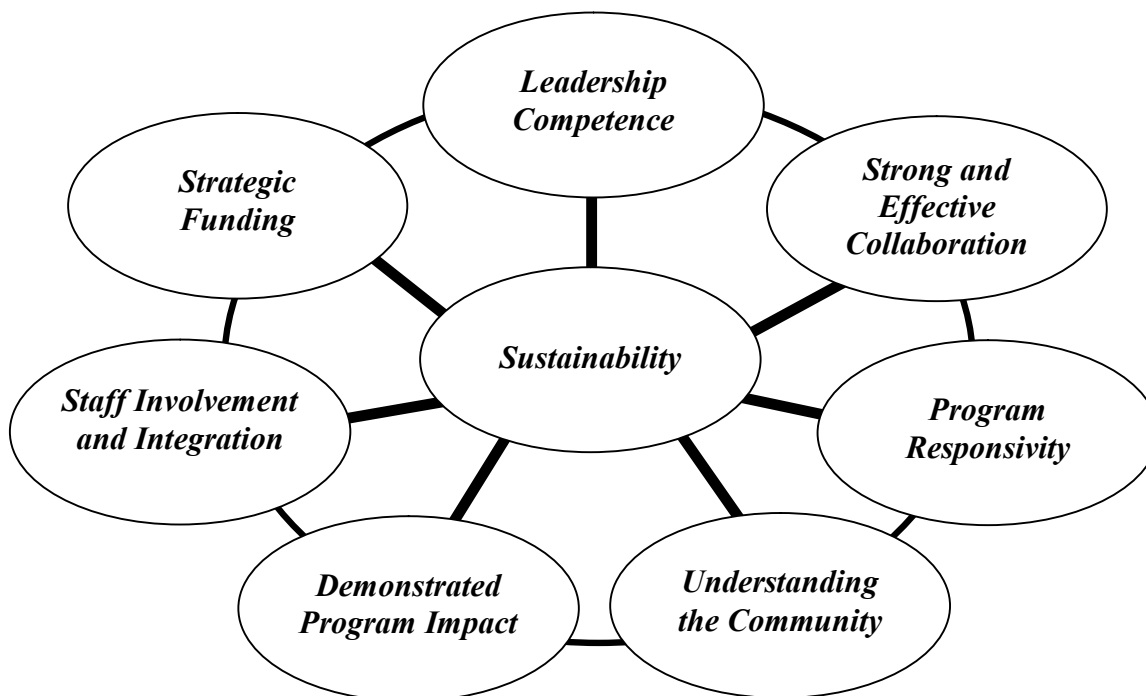 Leadership
Competence
Strong and
Effective
Collaboration
Program
Responsivity
Understanding
the Community
Demonstrated
Program Impact
Staff Involvement
and Integration
Strategic
Funding
Sustainability